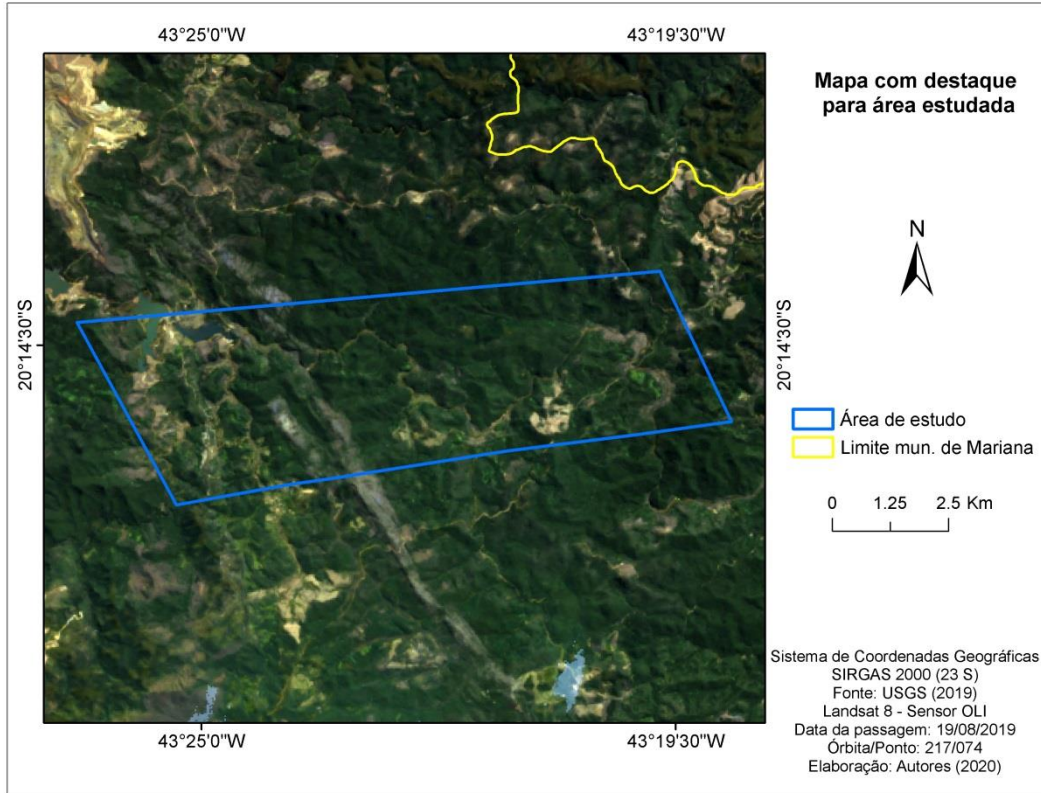 43°25'0"W
43°19'30"W
Mapa com destaque
para área estudada
N
20°14'30"S
20°14'30"S
Área de estudo
Limite mun. de Mariana
0 1.25 2.5 Km
Sistema de Coordenadas Geográficas
SIRGAS 2000 (23 S)
Fonte: USGS (2019)
Landsat 8 - Sensor OLI
Data da passagem: 19/08/2019
Órbita/Ponto: 217/074
Elaboração: Autores (2020)
43°25'0"W
43°19'30"W